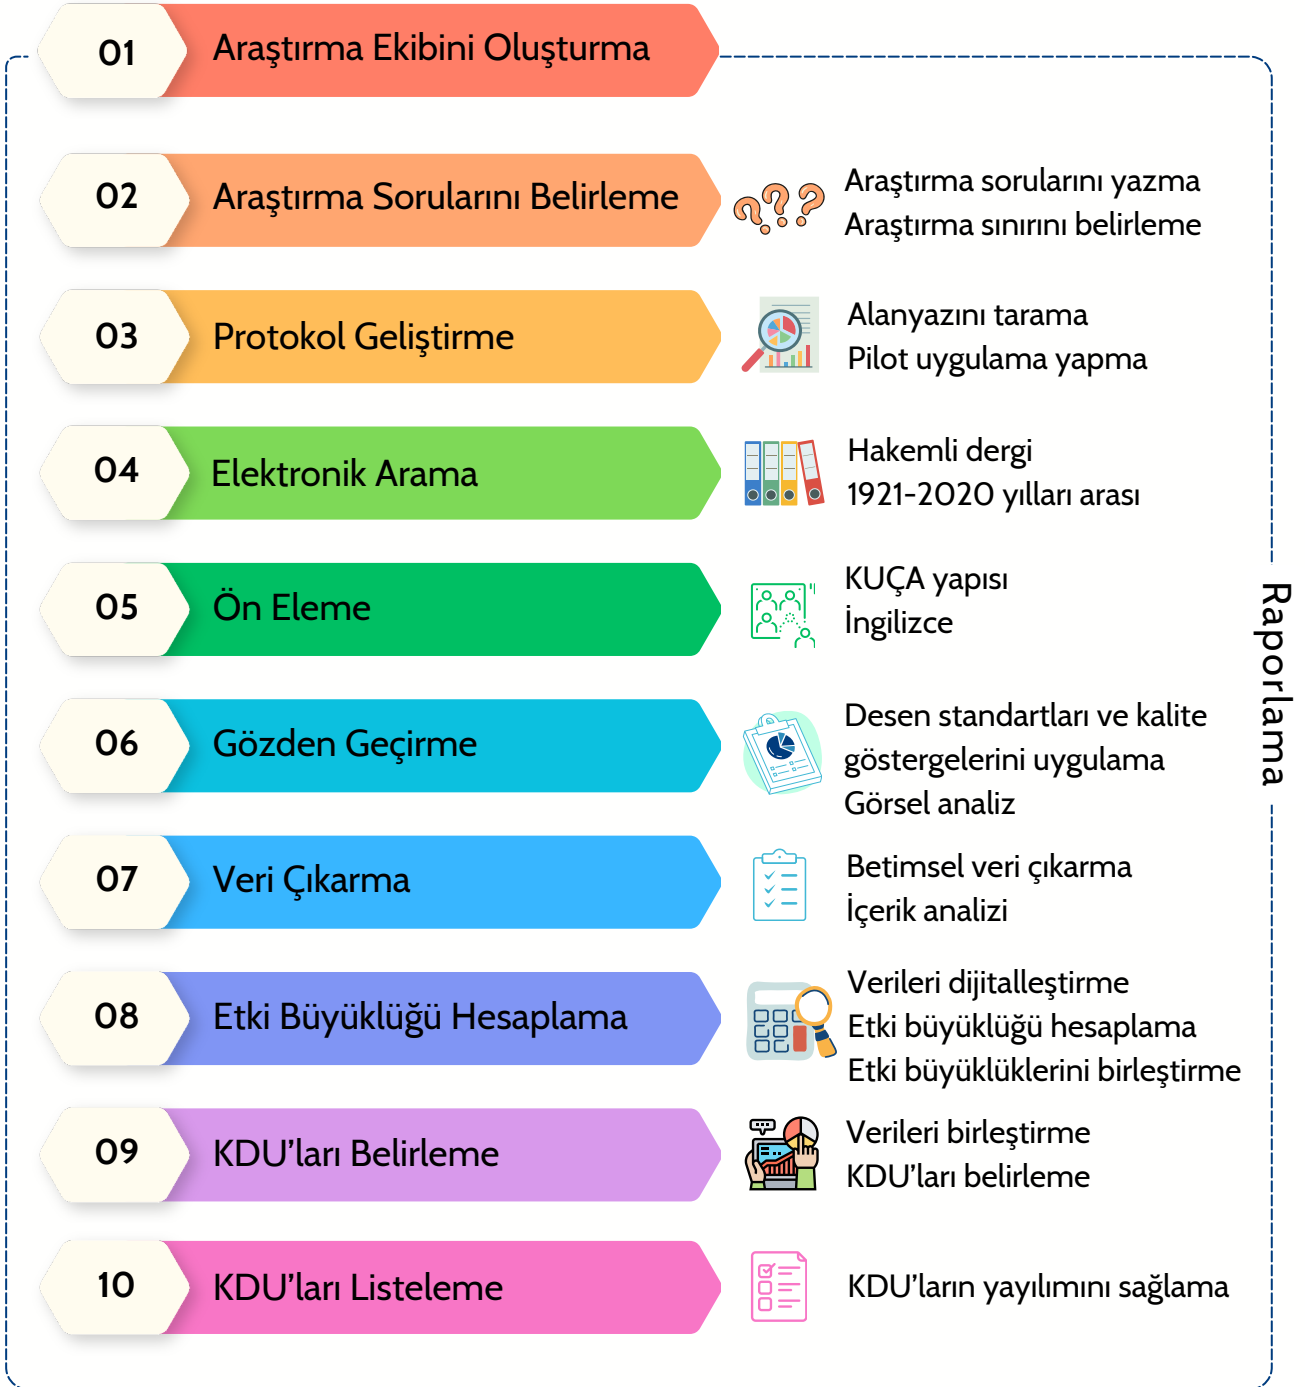 01
Araştırma Ekibini Oluşturma
02
Araştırma Sorularını Belirleme
Araştırma sorularını yazma
Araştırma sınırını belirleme
03
Protokol Geliştirme
Alanyazını tarama
Pilot uygulama yapma
04
Elektronik Arama
Hakemli dergi
1921-2020 yılları arası
05
Ön Eleme
KUÇA yapısı
İngilizce
06
Gözden Geçirme
Desen standartları ve kalite
göstergelerini uygulama
Görsel analiz
07
Veri Çıkarma
Betimsel veri çıkarma
İçerik analizi
08
Etki Büyüklüğü Hesaplama
Verileri dijitalleştirme
Etki büyüklüğü hesaplama
Etki büyüklüklerini birleştirme
09
KDU'ları Belirleme
Verileri birleştirme
KDU'ları belirleme
10
KDU'ları Listeleme
KDU'ların yayılımını sağlama
Raporlama